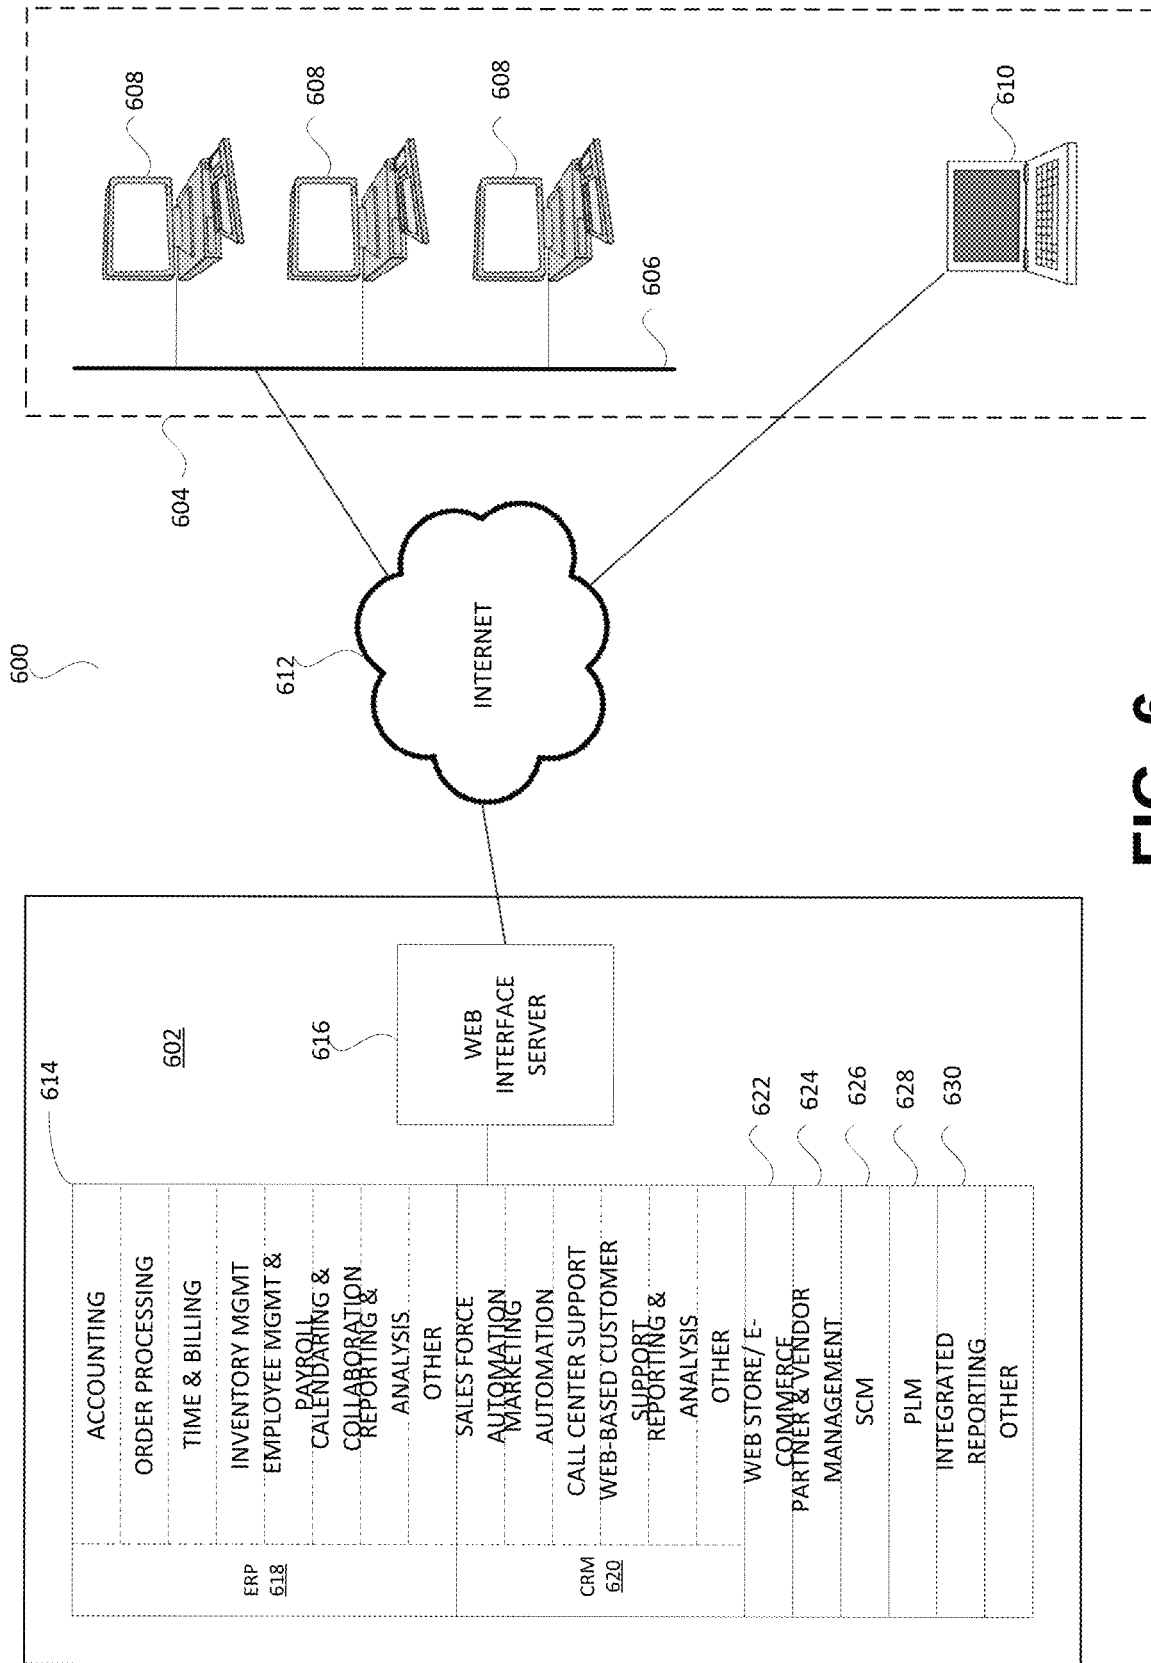 600
602
614
ACCOUNTING
ORDER PROCESSING
TIME & BILLING
INVENTORY MGMT
EMPLOYEE MGMT &
PAYROLL
CALENDARING &
COLLABORATION
REPORTING &
ANALYSIS
OTHER
ERP
618
SALES FORCE
AUTOMATION
MARKETING
AUTOMATION
CALL CENTER SUPPORT
WEB-BASED CUSTOMER
SUPPORT
REPORTING &
ANALYSIS
OTHER
CRM
620
WEB STORE/ E-
COMMERCE
622
PARTNER & VENDOR
MANAGEMENT
624
SCM
626
PLM
628
INTEGRATED
REPORTING
630
OTHER
616
WEB
INTERFACE
SERVER
612
INTERNET
604
606
608
608
608
610
FIG. 6